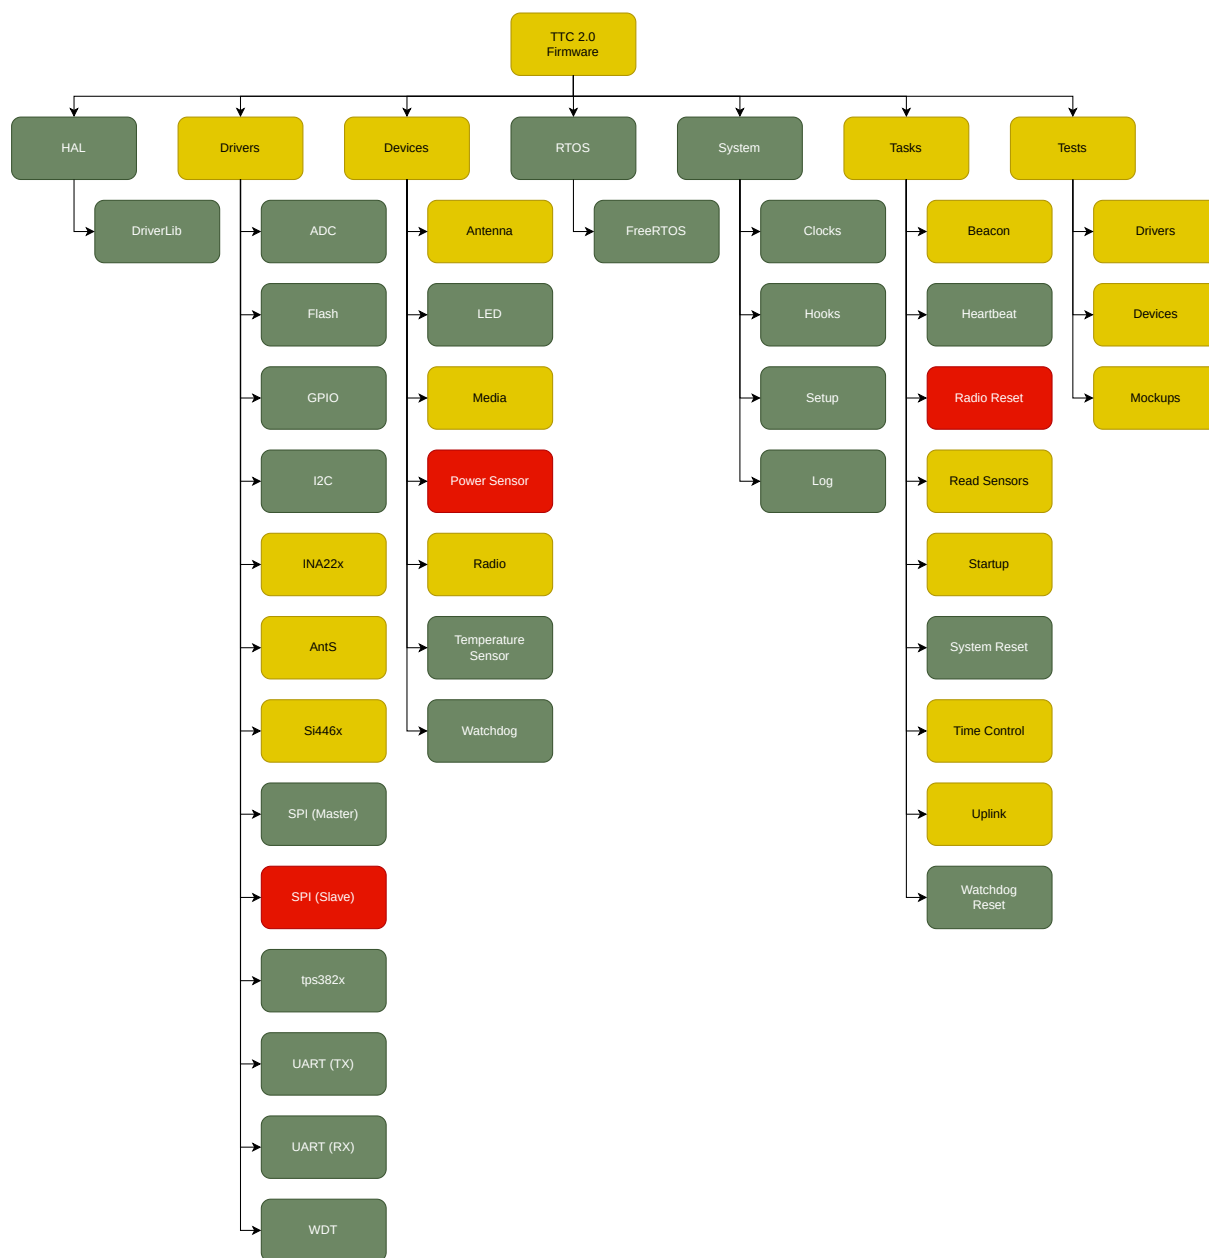 TTC 2.0
Firmware
HAL
Drivers
Devices
RTOS
System
Tasks
Tests
DriverLib
ADC
Antenna
FreeRTOS
Clocks
Beacon
Drivers
Flash
LED
Hooks
Heartbeat
Devices
GPIO
Media
Setup
Radio Reset
Mockups
I2C
Power Sensor
Log
Read Sensors
INA22x
Radio
Startup
AntS
Temperature
Sensor
System Reset
Si446x
Watchdog
Time Control
SPI (Master)
Uplink
SPI (Slave)
Watchdog
Reset
tps382x
UART (TX)
UART (RX)
WDT